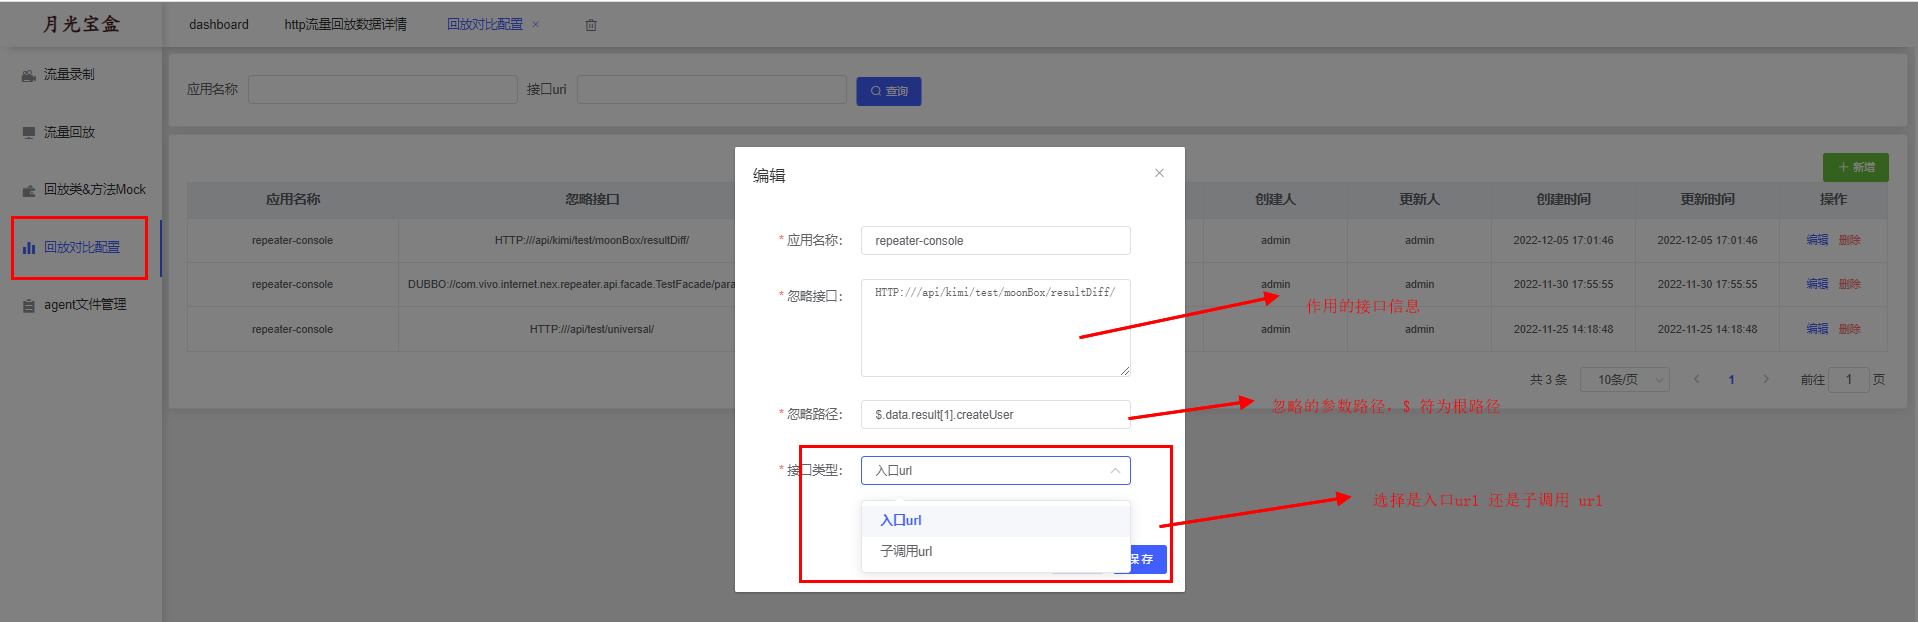 月光宝盒
dashboard
http流量回放数据详情
回放对比配置 ×
流量录制
流量回放
回放类&方法Mock
回放对比配置
agent文件管理
应用名称
接口uri
查询
+ 新增
应用名称 忽略接口 创建人 更新人 创建时间 更新时间 操作
repeater-console HTTP:///api/kimi/test/moonBox/resultDiff/ admin admin 2022-12-05 17:01:46 2022-12-05 17:01:46 编辑 删除
repeater-console DUBBO://com.vivo.internet.nex.repeater.api.facade.TestFacade/para admin admin 2022-11-30 17:55:55 2022-11-30 17:55:55 编辑 删除
repeater-console HTTP:///api/test/universal/ admin admin 2022-11-25 14:18:48 2022-11-25 14:18:48 编辑 删除
共 3 条 10条/页 < 1 > 前往 1 页
编辑 ×
* 应用名称: repeater-console
* 忽略接口: HTTP:///api/kimi/test/moonBox/resultDiff/
作用的接口信息
* 忽略路径: $.data.result[1].createUser
忽略的参数路径，$ 符为根路径
* 接口类型: 入口url
入口url
子调用url
保存
选择是入口url 还是子调用 url